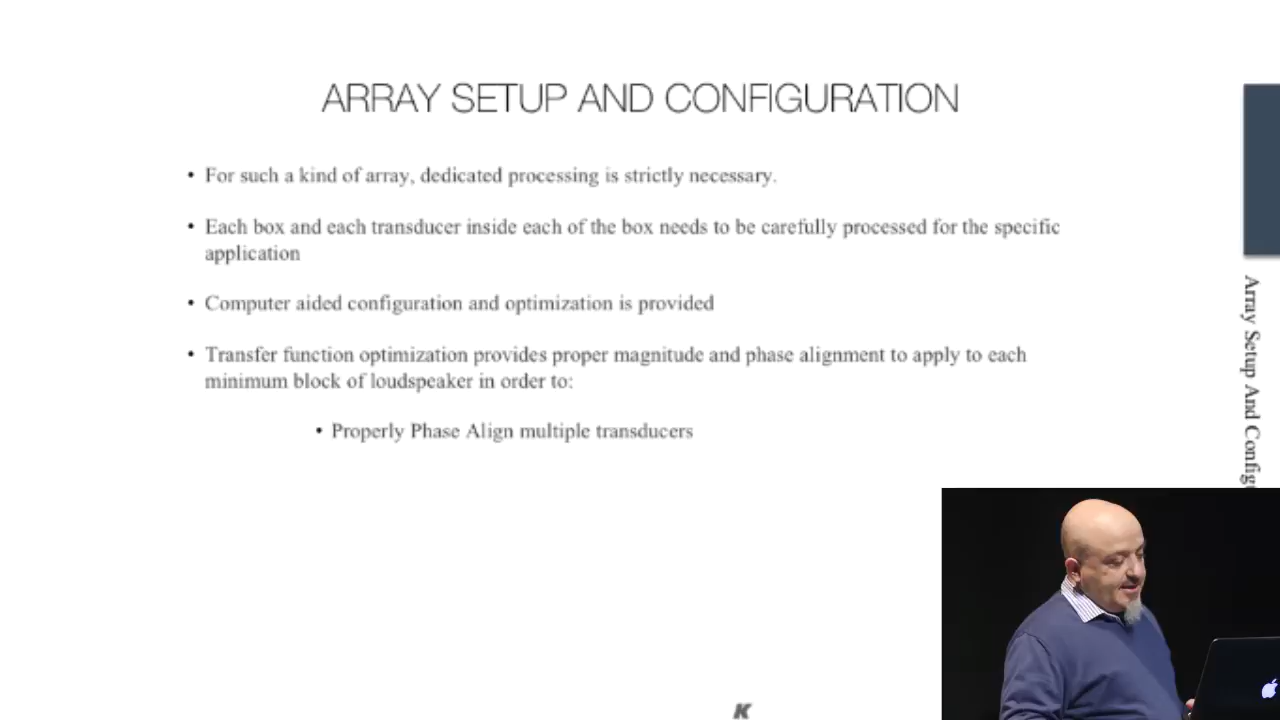 ARRAY SETUP AND CONFIGURATION
• For such a kind of array, dedicated processing is strictly necessary.
• Each box and each transducer inside each of the box needs to be carefully processed for the specific
application
• Computer aided configuration and optimization is provided
• Transfer function optimization provides proper magnitude and phase alignment to apply to each
minimum block of loudspeaker in order to:
• Properly Phase Align multiple transducers
Array Setup And Config
K